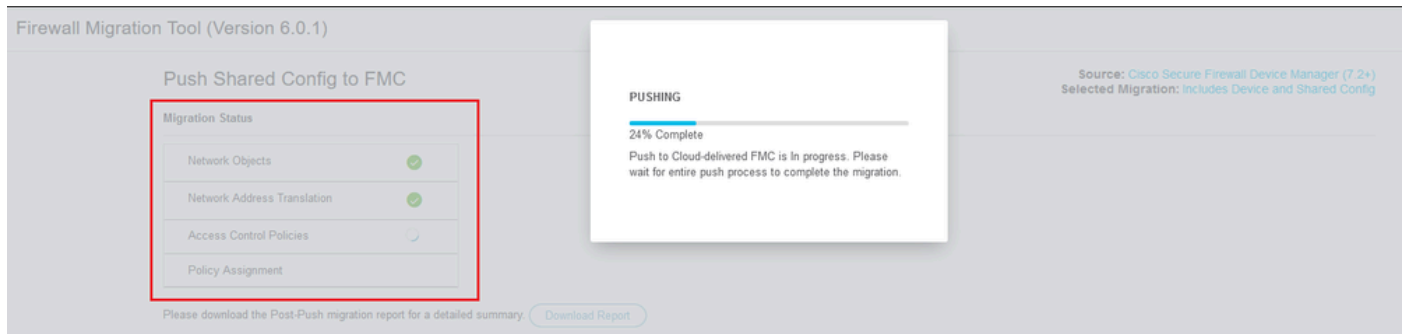 Firewall Migration Tool (Version 6.0.1)
Push Shared Config to FMC
Source: Cisco Secure Firewall Device Manager (7.2+)
Selected Migration: Includes Device and Shared Config
Migration Status
Network Objects
Network Address Translation
Access Control Policies
Policy Assignment
Please download the Post-Push migration report for a detailed summary. Download Report
PUSHING
24% Complete
Push to Cloud-delivered FMC is In progress. Please
wait for entire push process to complete the migration.